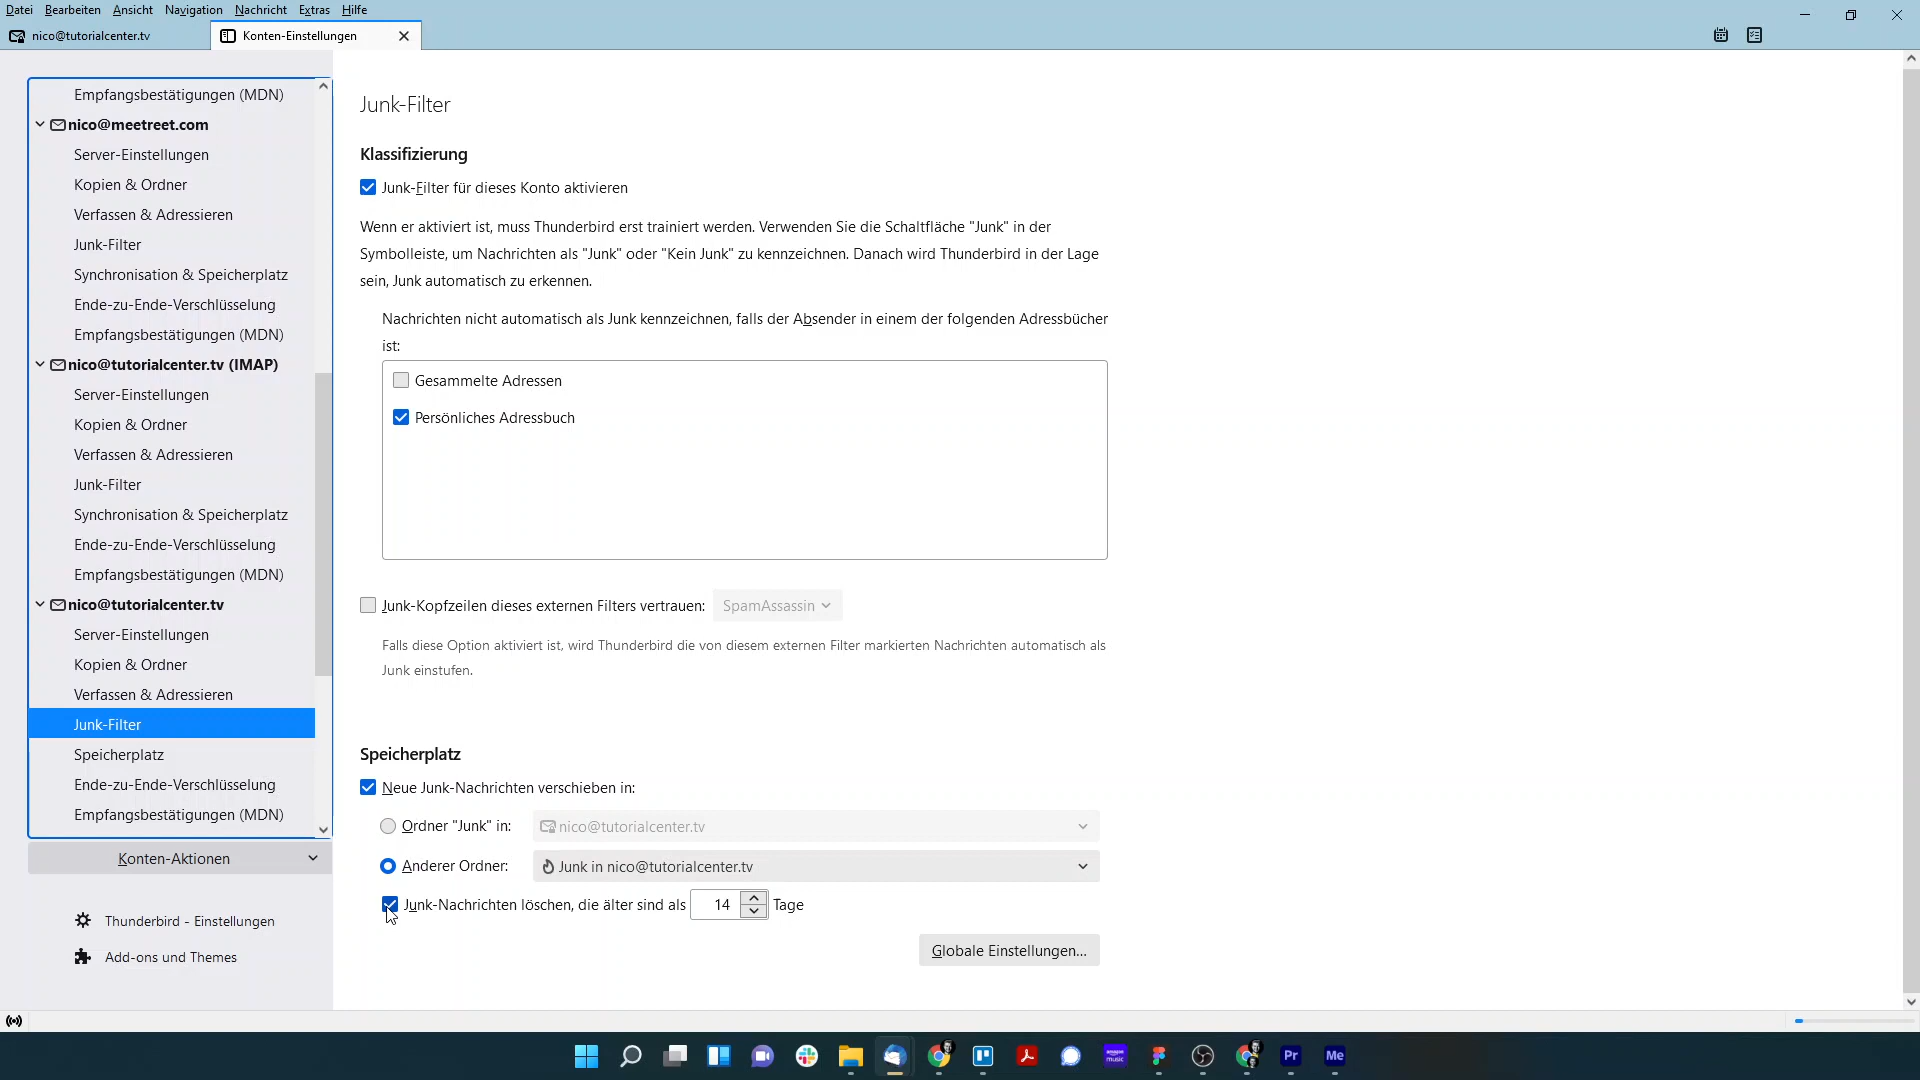 Datei Bearbeiten Ansicht Navigation Nachricht Extras Hilfe
nico@tutorialcenter.tv
Konten-Einstellungen
Empfangsbestätigungen (MDN)
nico@meetreet.com
Server-Einstellungen
Kopien & Ordner
Verfassen & Adressieren
Junk-Filter
Synchronisation & Speicherplatz
Ende-zu-Ende-Verschlüsselung
Empfangsbestätigungen (MDN)
nico@tutorialcenter.tv (IMAP)
Server-Einstellungen
Kopien & Ordner
Verfassen & Adressieren
Junk-Filter
Synchronisation & Speicherplatz
Ende-zu-Ende-Verschlüsselung
Empfangsbestätigungen (MDN)
nico@tutorialcenter.tv
Server-Einstellungen
Kopien & Ordner
Verfassen & Adressieren
Junk-Filter
Speicherplatz
Ende-zu-Ende-Verschlüsselung
Empfangsbestätigungen (MDN)
Konten-Aktionen
Thunderbird - Einstellungen
Add-ons und Themes
Junk-Filter
Klassifizierung
Junk-Filter für dieses Konto aktivieren
Wenn er aktiviert ist, muss Thunderbird erst trainiert werden. Verwenden Sie die Schaltfläche "Junk" in der
Symbolleiste, um Nachrichten als "Junk" oder "Kein Junk" zu kennzeichnen. Danach wird Thunderbird in der Lage
sein, Junk automatisch zu erkennen.
Nachrichten nicht automatisch als Junk kennzeichnen, falls der Absender in einem der folgenden Adressbücher
ist:
Gesammelte Adressen
Persönliches Adressbuch
Junk-Kopfzeilen dieses externen Filters vertrauen: SpamAssassin
Falls diese Option aktiviert ist, wird Thunderbird die von diesem externen Filter markierten Nachrichten automatisch als
Junk einstufen.
Speicherplatz
Neue Junk-Nachrichten verschieben in:
Ordner "Junk" in: nico@tutorialcenter.tv
Anderer Ordner: Junk in nico@tutorialcenter.tv
Junk-Nachrichten löschen, die älter sind als 14 Tage
Globale Einstellungen...
amazon music
Pr
Me